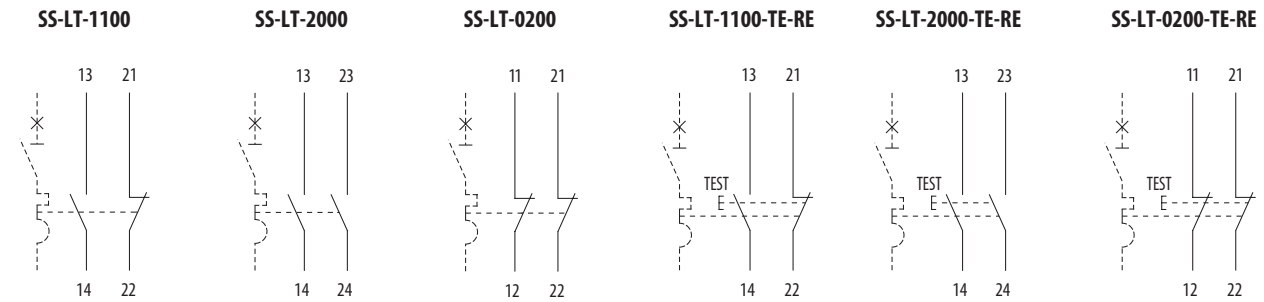 SS-LT-1100 SS-LT-2000 SS-LT-0200 SS-LT-1100-TE-RE SS-LT-2000-TE-RE SS-LT-0200-TE-RE
13 21 13 23 11 21 13 21 13 23 11 21
TEST TEST TEST
14 22 14 24 12 22 14 22 14 24 12 22